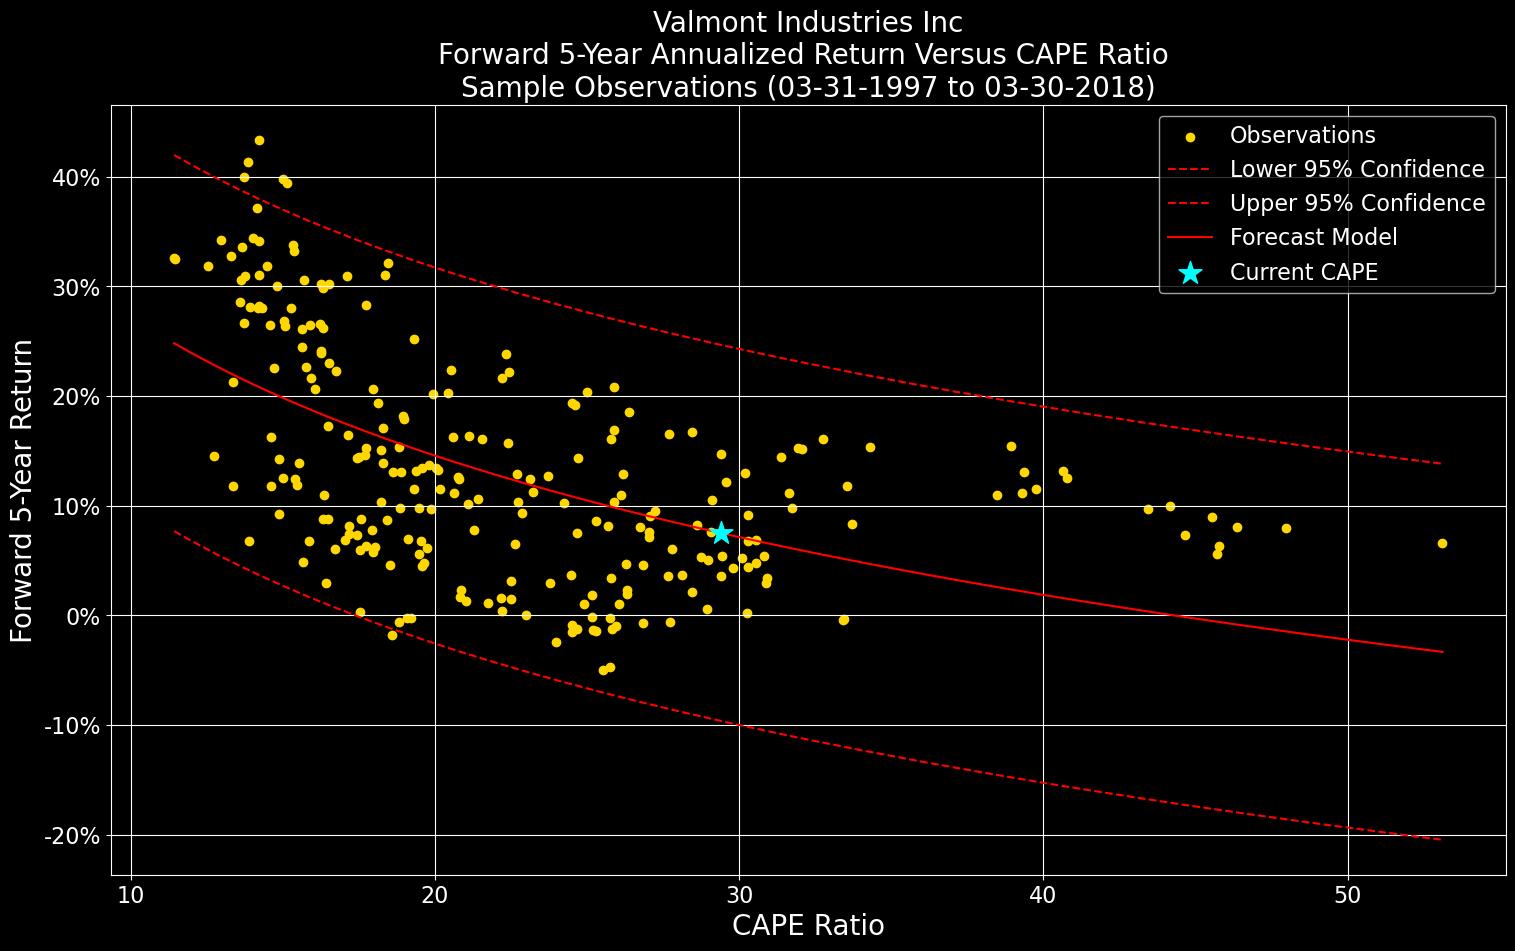 Valmont Industries Inc
Forward 5-Year Annualized Return Versus CAPE Ratio
Sample Observations (03-31-1997 to 03-30-2018)
Observations
Lower 95% Confidence
Upper 95% Confidence
Forecast Model
Current CAPE
Forward 5-Year Return
40%
30%
20%
10%
0%
-10%
-20%
10 20 30 40 50
CAPE Ratio